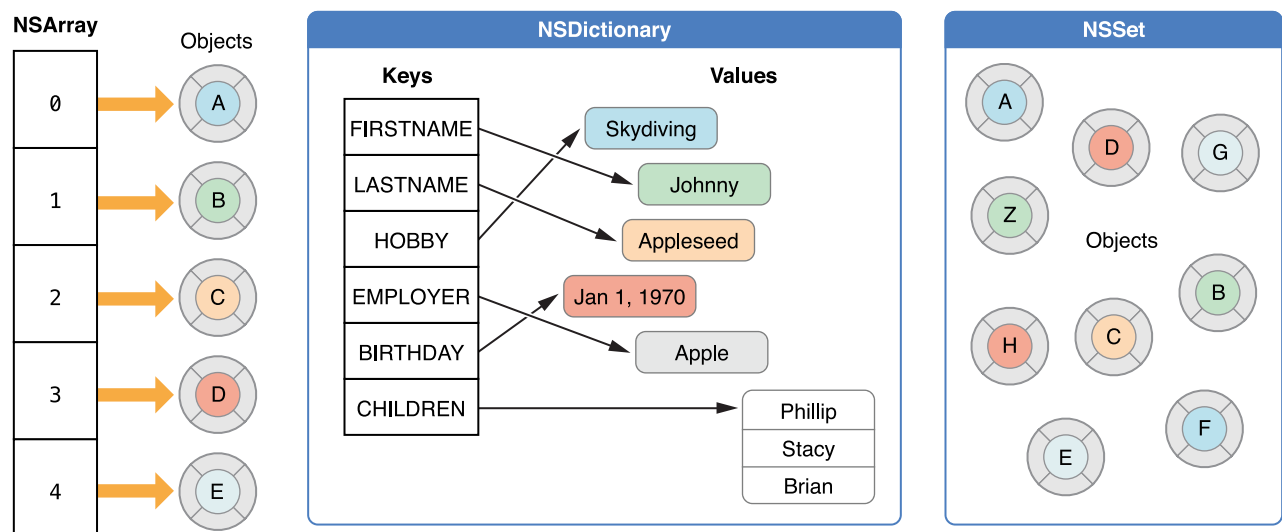 NSArray
Objects
0
A
1
B
2
C
3
D
4
E
NSDictionary
Keys
Values
FIRSTNAME
LASTNAME
HOBBY
EMPLOYER
BIRTHDAY
CHILDREN
Skydiving
Johnny
Appleseed
Jan 1, 1970
Apple
Phillip
Stacy
Brian
NSSet
A
D
G
Z
Objects
B
H
C
F
E